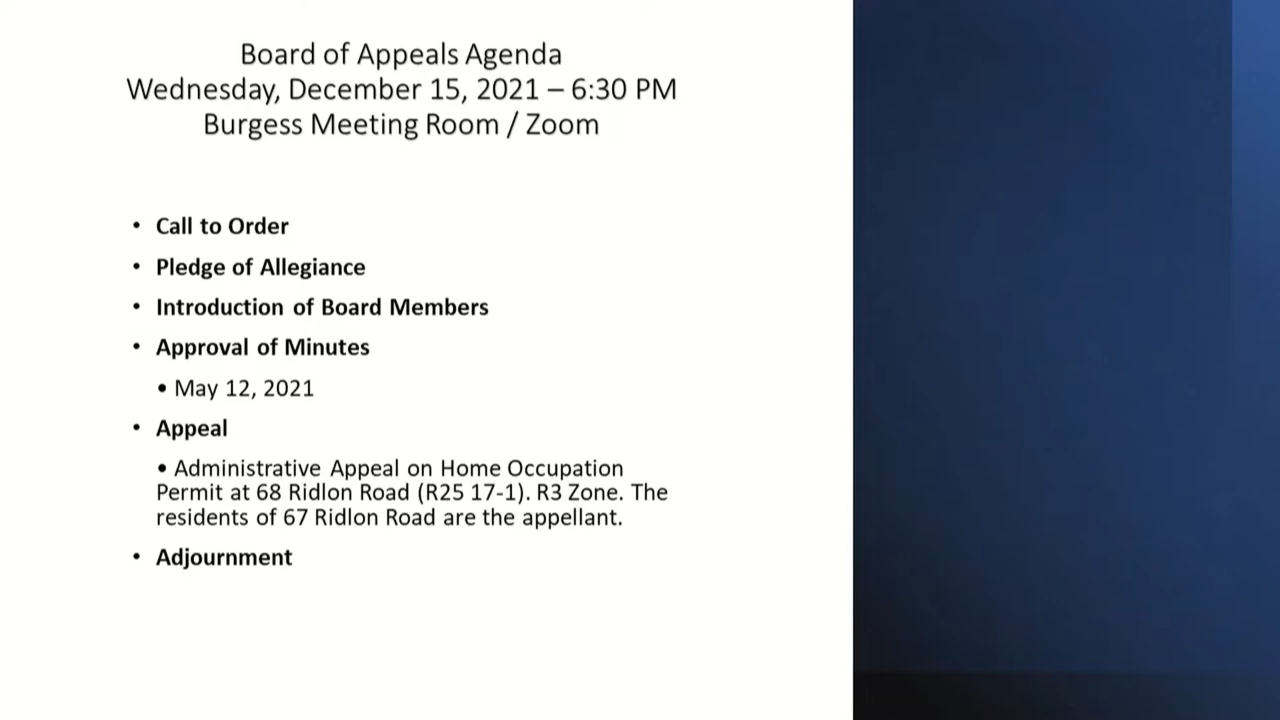 Board of Appeals Agenda
Wednesday, December 15, 2021 – 6:30 PM
Burgess Meeting Room / Zoom
• Call to Order
• Pledge of Allegiance
• Introduction of Board Members
• Approval of Minutes
• May 12, 2021
• Appeal
• Administrative Appeal on Home Occupation
Permit at 68 Ridlon Road (R25 17-1). R3 Zone. The
residents of 67 Ridlon Road are the appellant.
• Adjournment